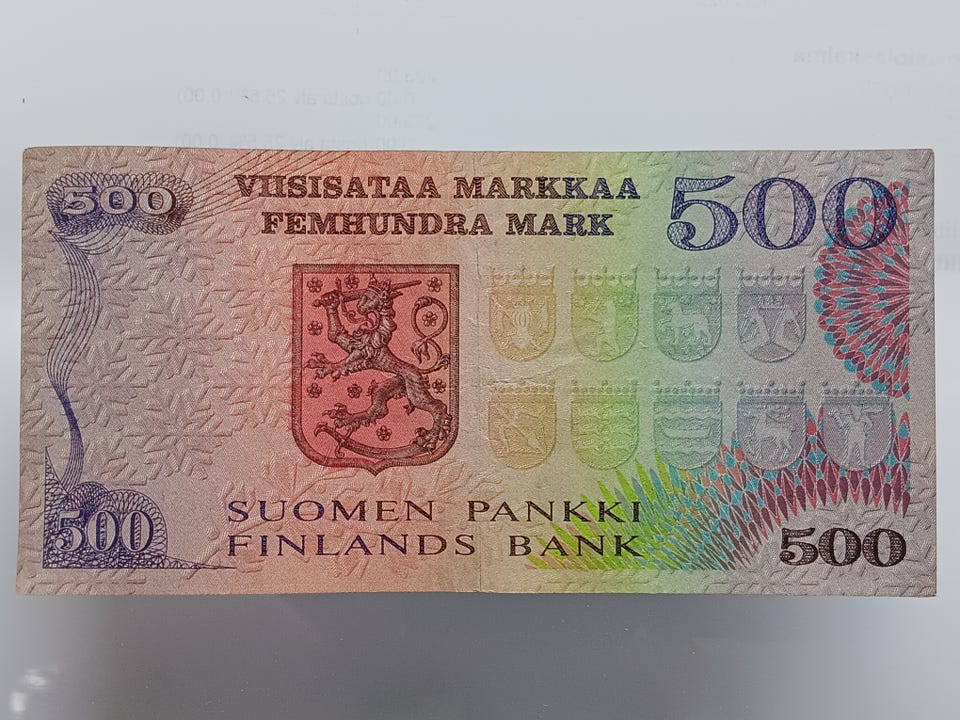 500
VIISISATAA MARKKAA
FEMHUNDRA MARK
500
SUOMEN PANKKI
FINLANDS BANK
500
500